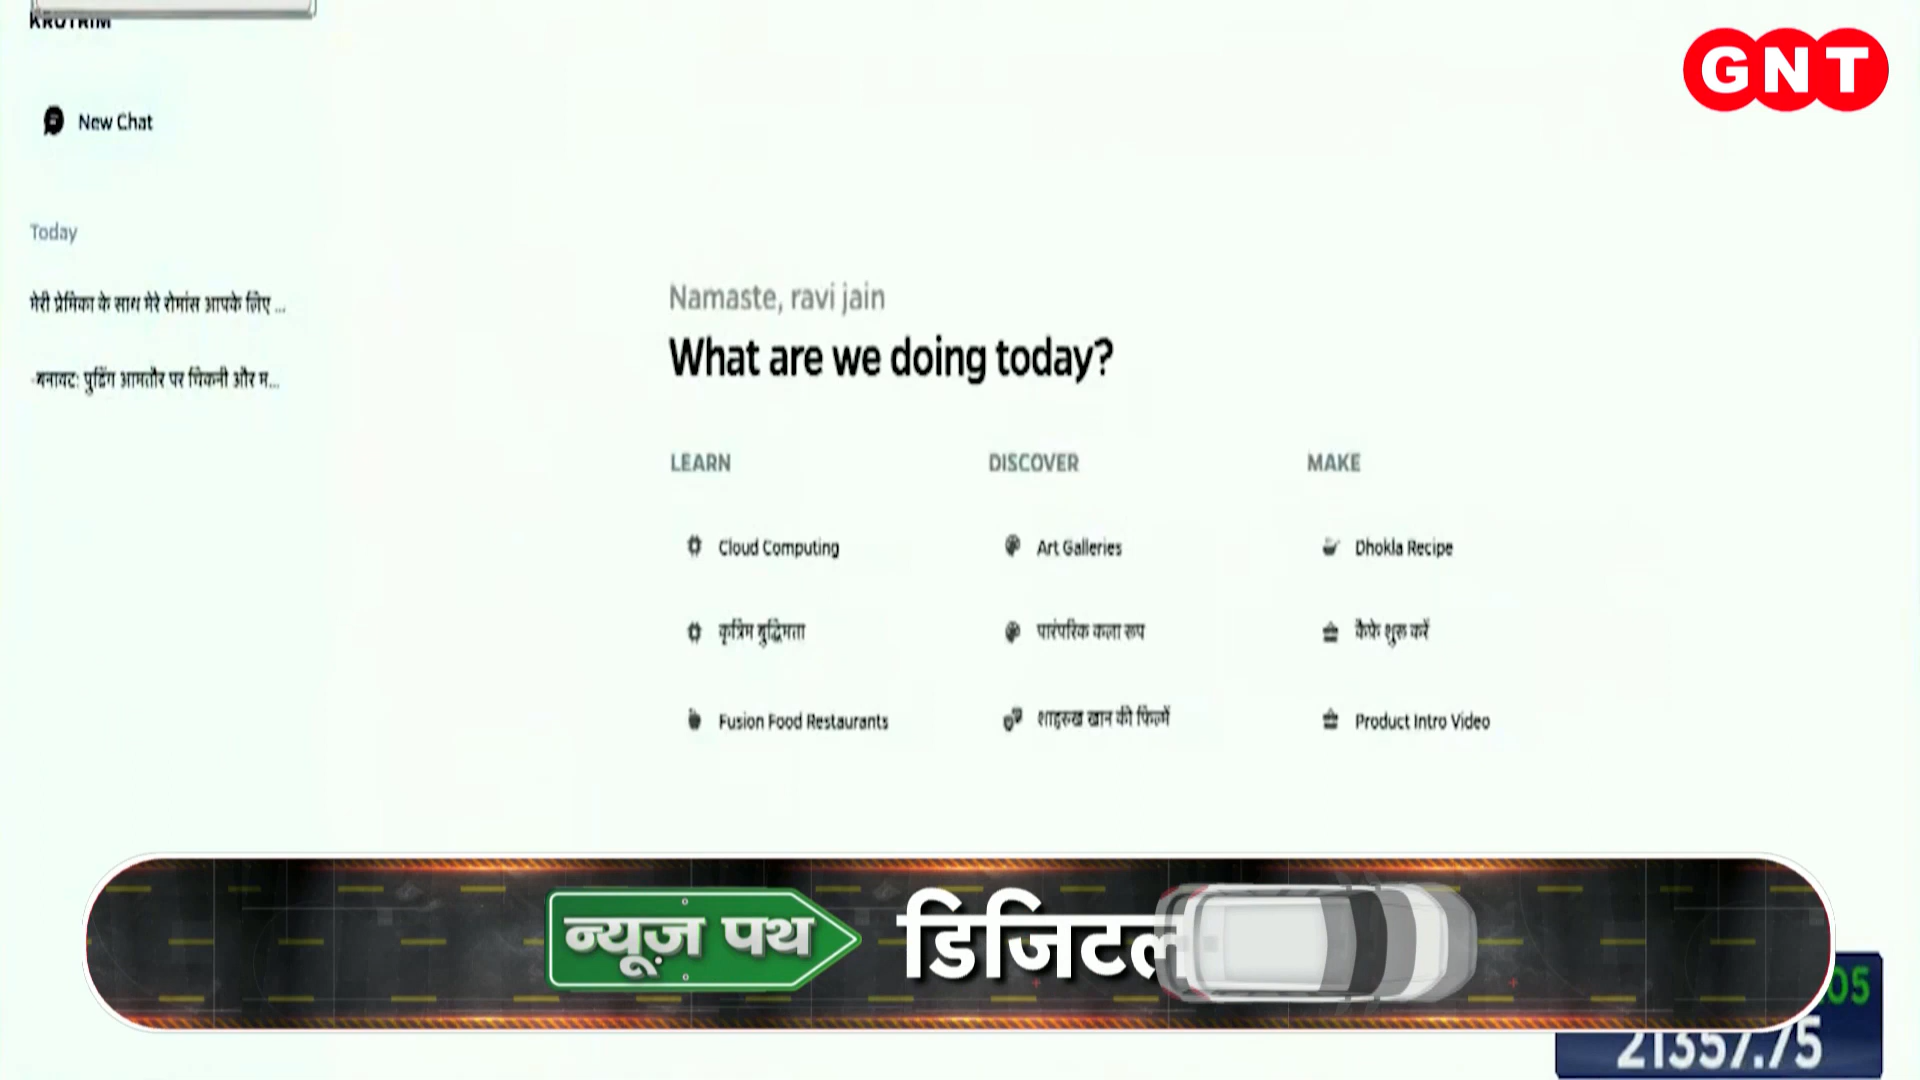 KRUTRIM
GNT
New Chat
Today
मेरी प्रेमिका के साथ मेरे रोमांस आपके लिए ...
-बनावट: पुडिंग आमतौर पर चिकनी और म...
Namaste, ravi jain
What are we doing today?
LEARN
DISCOVER
MAKE
Cloud Computing
Art Galleries
Dhokla Recipe
कृत्रिम बुद्धिमता
पारंपरिक कला रूप
कैफे शुरू करें
Fusion Food Restaurants
शाहरुख खान की फिल्में
Product Intro Video
न्यूज़ पथ
डिजिटल
05
21357.75